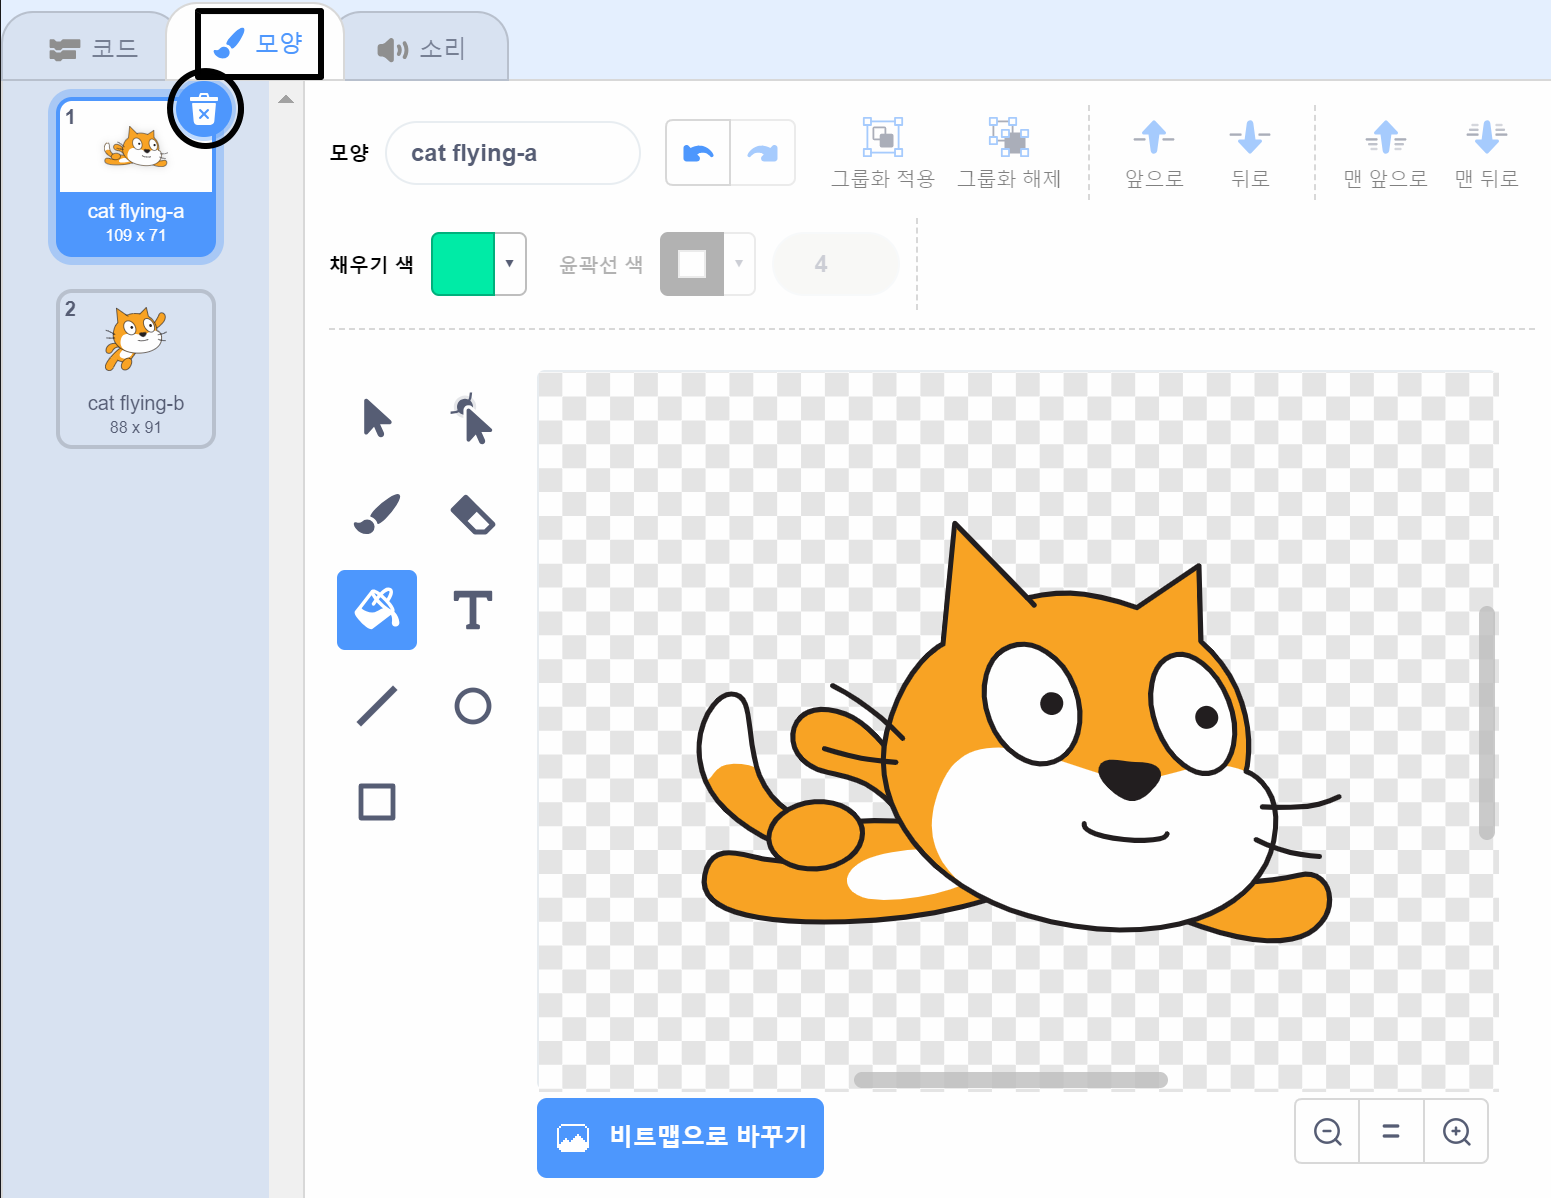 코드
모양
소리
1
cat flying-a
109 x 71
2
cat flying-b
88 x 91
모양
cat flying-a
그룹화 적용
그룹화 해제
앞으로
뒤로
맨 앞으로
맨 뒤로
채우기 색
윤곽선 색
4
T
비트맵으로 바꾸기